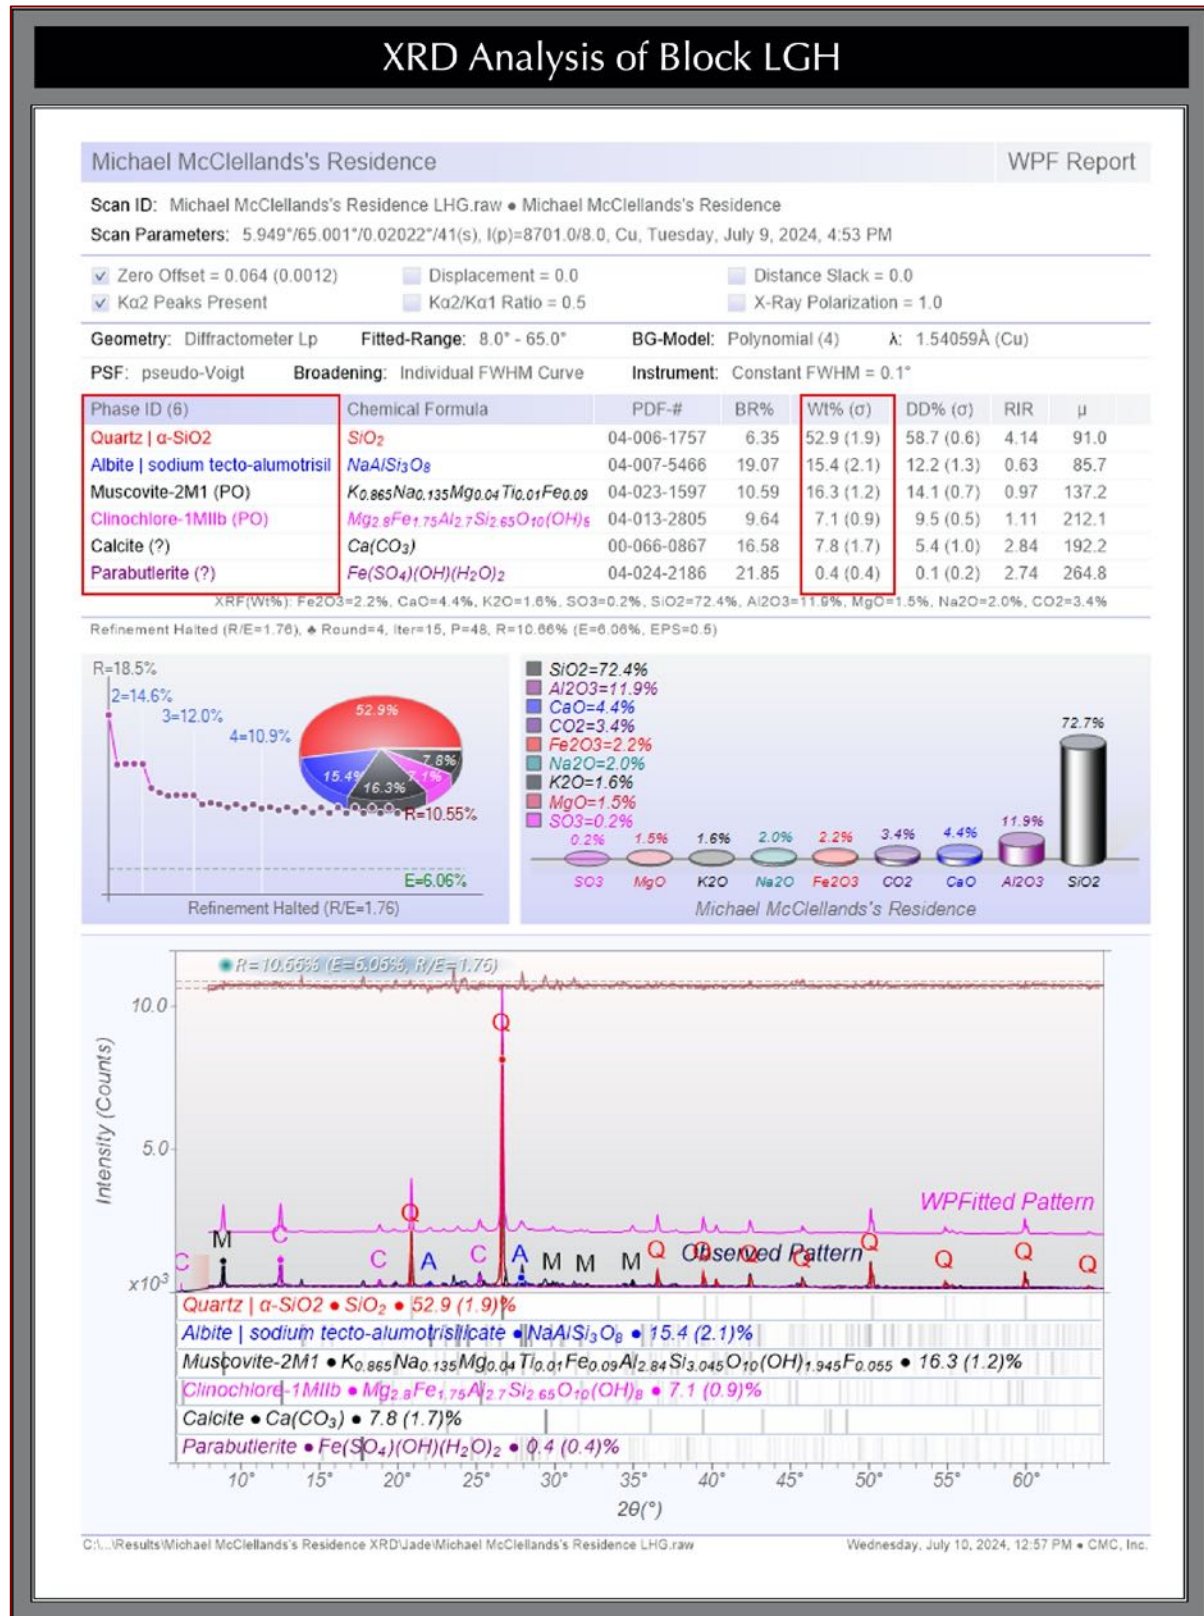 XRD Analysis of Block LGH
Michael McClellands's Residence WPF Report
Scan ID: Michael McClellands's Residence LHG.raw ● Michael McClellands's Residence
Scan Parameters: 5.949°/65.001°/0.02022°/41(s), I(p)=8701.0/8.0, Cu, Tuesday, July 9, 2024, 4:53 PM
Zero Offset = 0.064 (0.0012) Displacement = 0.0 Distance Slack = 0.0
Kα2 Peaks Present Kα2/Kα1 Ratio = 0.5 X-Ray Polarization = 1.0
Geometry: Diffractometer Lp Fitted-Range: 8.0° - 65.0° BG-Model: Polynomial (4) λ: 1.54059Å (Cu)
PSF: pseudo-Voigt Broadening: Individual FWHM Curve Instrument: Constant FWHM = 0.1°
Phase ID (6) Chemical Formula PDF-# BR% Wt% (σ) DD% (σ) RIR μ
Quartz | α-SiO2 SiO₂ 04-006-1757 6.35 52.9 (1.9) 58.7 (0.6) 4.14 91.0
Albite | sodium tecto-alumotrisil NaAlSi₃O₈ 04-007-5466 19.07 15.4 (2.1) 12.2 (1.3) 0.63 85.7
Muscovite-2M1 (PO) K₀.₈₆₅Na₀.₁₃₅Mg₀.₀₄Ti₀.₀₁Fe₀.₀₉ 04-023-1597 10.59 16.3 (1.2) 14.1 (0.7) 0.97 137.2
Clinochlore-1MIIb (PO) Mg₂.₈Fe₁.₇₅Al₂.₇Si₂.₆₅O₁₀(OH)₈ 04-013-2805 9.64 7.1 (0.9) 9.5 (0.5) 1.11 212.1
Calcite (?) Ca(CO₃) 00-066-0867 16.58 7.8 (1.7) 5.4 (1.0) 2.84 192.2
Parabutlerite (?) Fe(SO₄)(OH)(H₂O)₂ 04-024-2186 21.85 0.4 (0.4) 0.1 (0.2) 2.74 264.8
XRF(Wt%): Fe2O3=2.2%, CaO=4.4%, K2O=1.6%, SO3=0.2%, SiO2=72.4%, Al2O3=11.9%, MgO=1.5%, Na2O=2.0%, CO2=3.4%
Refinement Halted (R/E=1.76), ♠ Round=4, Iter=15, P=48, R=10.66% (E=6.06%, EPS=0.5)
R=18.5%
2=14.6%
3=12.0%
4=10.9%
52.9%
15.4%
16.3%
7.1%
7.8%
R=10.55%
E=6.06%
Refinement Halted (R/E=1.76)
SiO2=72.4%
Al2O3=11.9%
CaO=4.4%
CO2=3.4%
Fe2O3=2.2%
Na2O=2.0%
K2O=1.6%
MgO=1.5%
SO3=0.2%
0.2% 1.5% 1.6% 2.0% 2.2% 3.4% 4.4% 11.9% 72.7%
SO3 MgO K2O Na2O Fe2O3 CO2 CaO Al2O3 SiO2
Michael McClellands's Residence
R=10.66% (E=6.06%, R/E=1.76)
10.0
Q
5.0
Intensity (Counts)
WPFitted Pattern
Observed Pattern
C M C C Q A C A M M M Q Q Q Q Q Q Q Q
x10³
Quartz | α-SiO2 ● SiO₂ ● 52.9 (1.9)%
Albite | sodium tecto-alumotrisilicate ● NaAlSi₃O₈ ● 15.4 (2.1)%
Muscovite-2M1 ● K₀.₈₆₅Na₀.₁₃₅Mg₀.₀₄Ti₀.₀₁Fe₀.₀₉Al₂.₈₄Si₃.₀₄₅O₁₀(OH)₁.₉₄₅F₀.₀₅₅ ● 16.3 (1.2)%
Clinochlore-1MIIb ● Mg₂.₈Fe₁.₇₅Al₂.₇Si₂.₆₅O₁₀(OH)₈ ● 7.1 (0.9)%
Calcite ● Ca(CO₃) ● 7.8 (1.7)%
Parabutlerite ● Fe(SO₄)(OH)(H₂O)₂ ● 0.4 (0.4)%
10° 15° 20° 25° 30° 35° 40° 45° 50° 55° 60°
2θ(°)
C:\...\Results\Michael McClellands's Residence XRD\Jade\Michael McClellands's Residence LHG.raw Wednesday, July 10, 2024, 12:57 PM ● CMC, Inc.